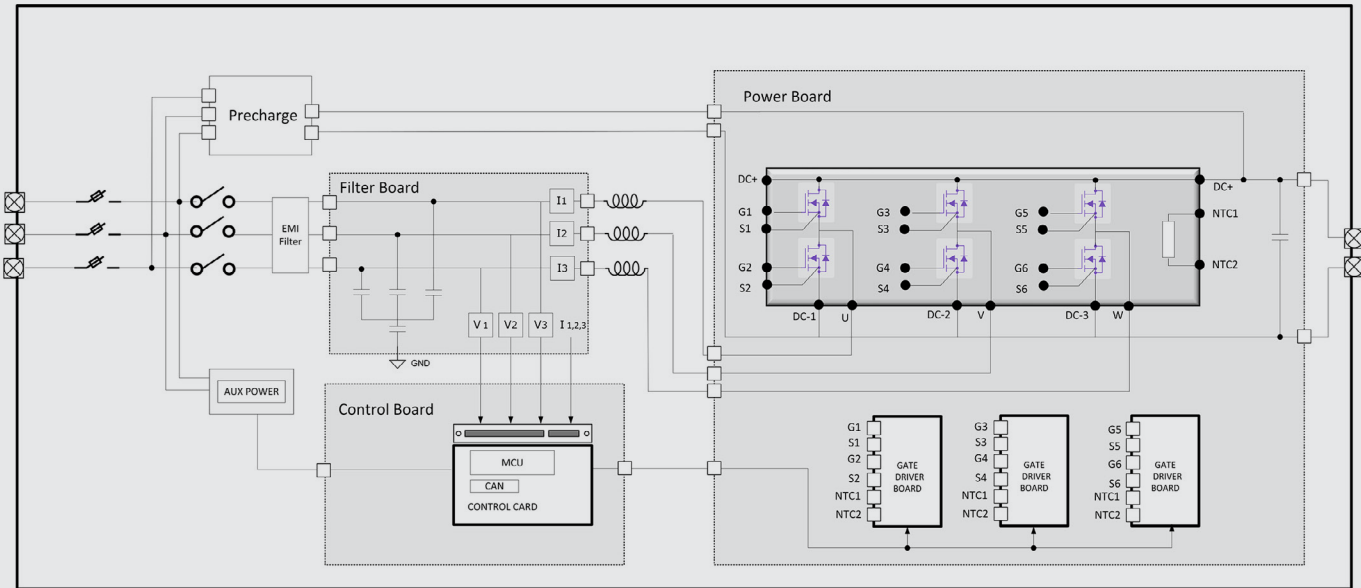 Precharge
Power Board
Filter Board
EMI
Filter
I1
I2
I3
V 1
V2
V3
I 1,2,3
GND
DC+
G1
S1
G2
S2
G3
S3
G4
S4
G5
S5
G6
S6
DC+
NTC1
NTC2
DC-1
U
DC-2
V
DC-3
W
AUX POWER
Control Board
MCU
CAN
CONTROL CARD
G1
S1
G2
S2
NTC1
NTC2
GATE
DRIVER
BOARD
G3
S3
G4
S4
NTC1
NTC2
GATE
DRIVER
BOARD
G5
S5
G6
S6
NTC1
NTC2
GATE
DRIVER
BOARD